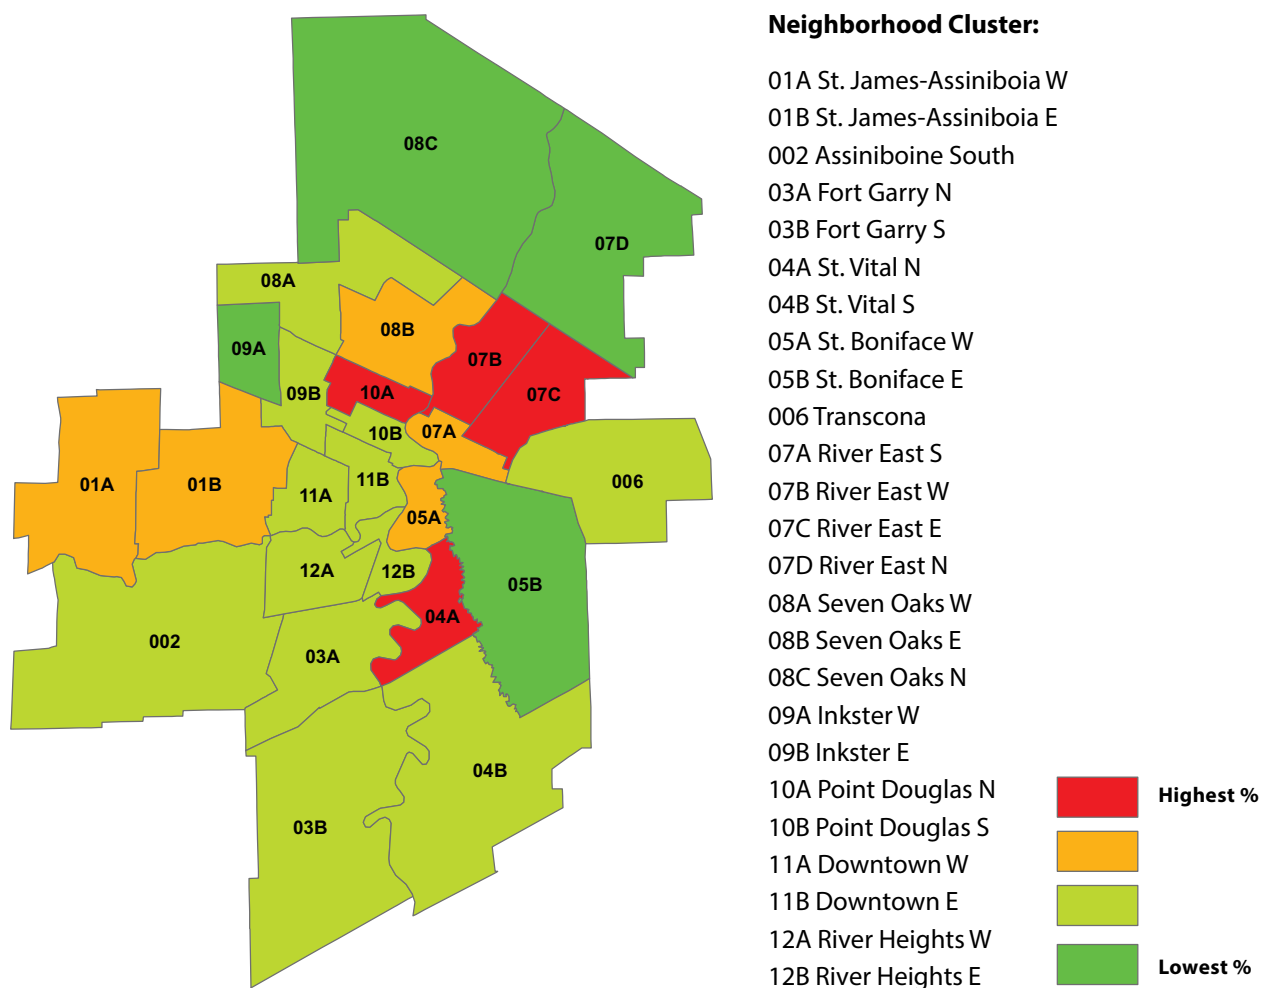 Neighborhood Cluster:
01A St. James-Assiniboia W
01B St. James-Assiniboia E
002 Assiniboine South
03A Fort Garry N
03B Fort Garry S
04A St. Vital N
04B St. Vital S
05A St. Boniface W
05B St. Boniface E
006 Transcona
07A River East S
07B River East W
07C River East E
07D River East N
08A Seven Oaks W
08B Seven Oaks E
08C Seven Oaks N
09A Inkster W
09B Inkster E
10A Point Douglas N
10B Point Douglas S
11A Downtown W
11B Downtown E
12A River Heights W
12B River Heights E
Highest %
Lowest %
08C
07D
08A
08B
09A
07B
09B
10A
07C
10B
07A
01A
01B
11A
11B
006
05A
12A
12B
05B
04A
002
03A
04B
03B